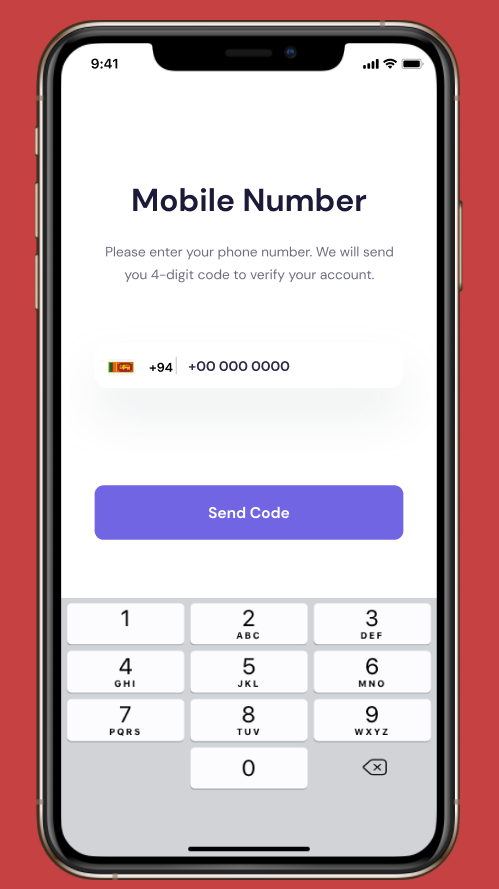 9:41
Mobile Number
Please enter your phone number. We will send
you 4-digit code to verify your account.
+94 +00 000 0000
Send Code
1 2 3
ABC DEF
4 5 6
GHI JKL MNO
7 8 9
PQRS TUV WXYZ
0